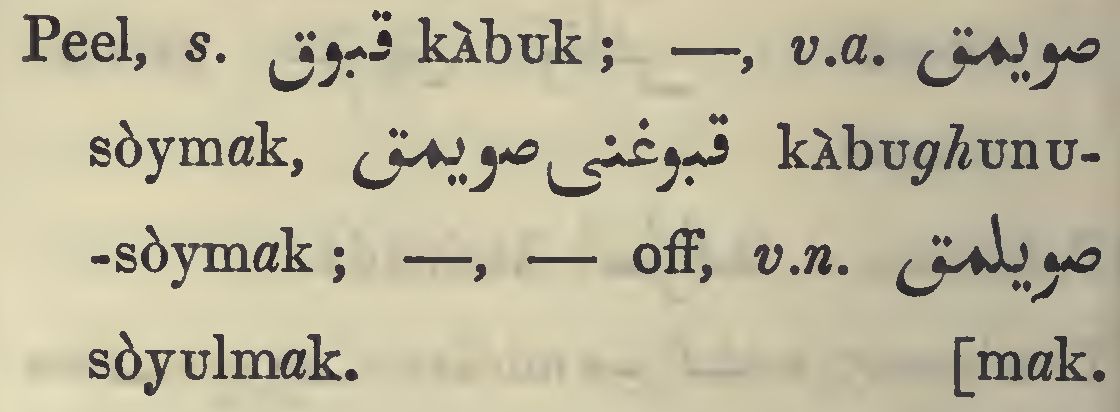 Peel, s. قبوق kàbuk ; —, v.a. صويمق
sòymak, قبوغنى صويمق kàbughunu-
-sòymak ; —, — off, v.n. صويلمق
sòyulmak. [mak.